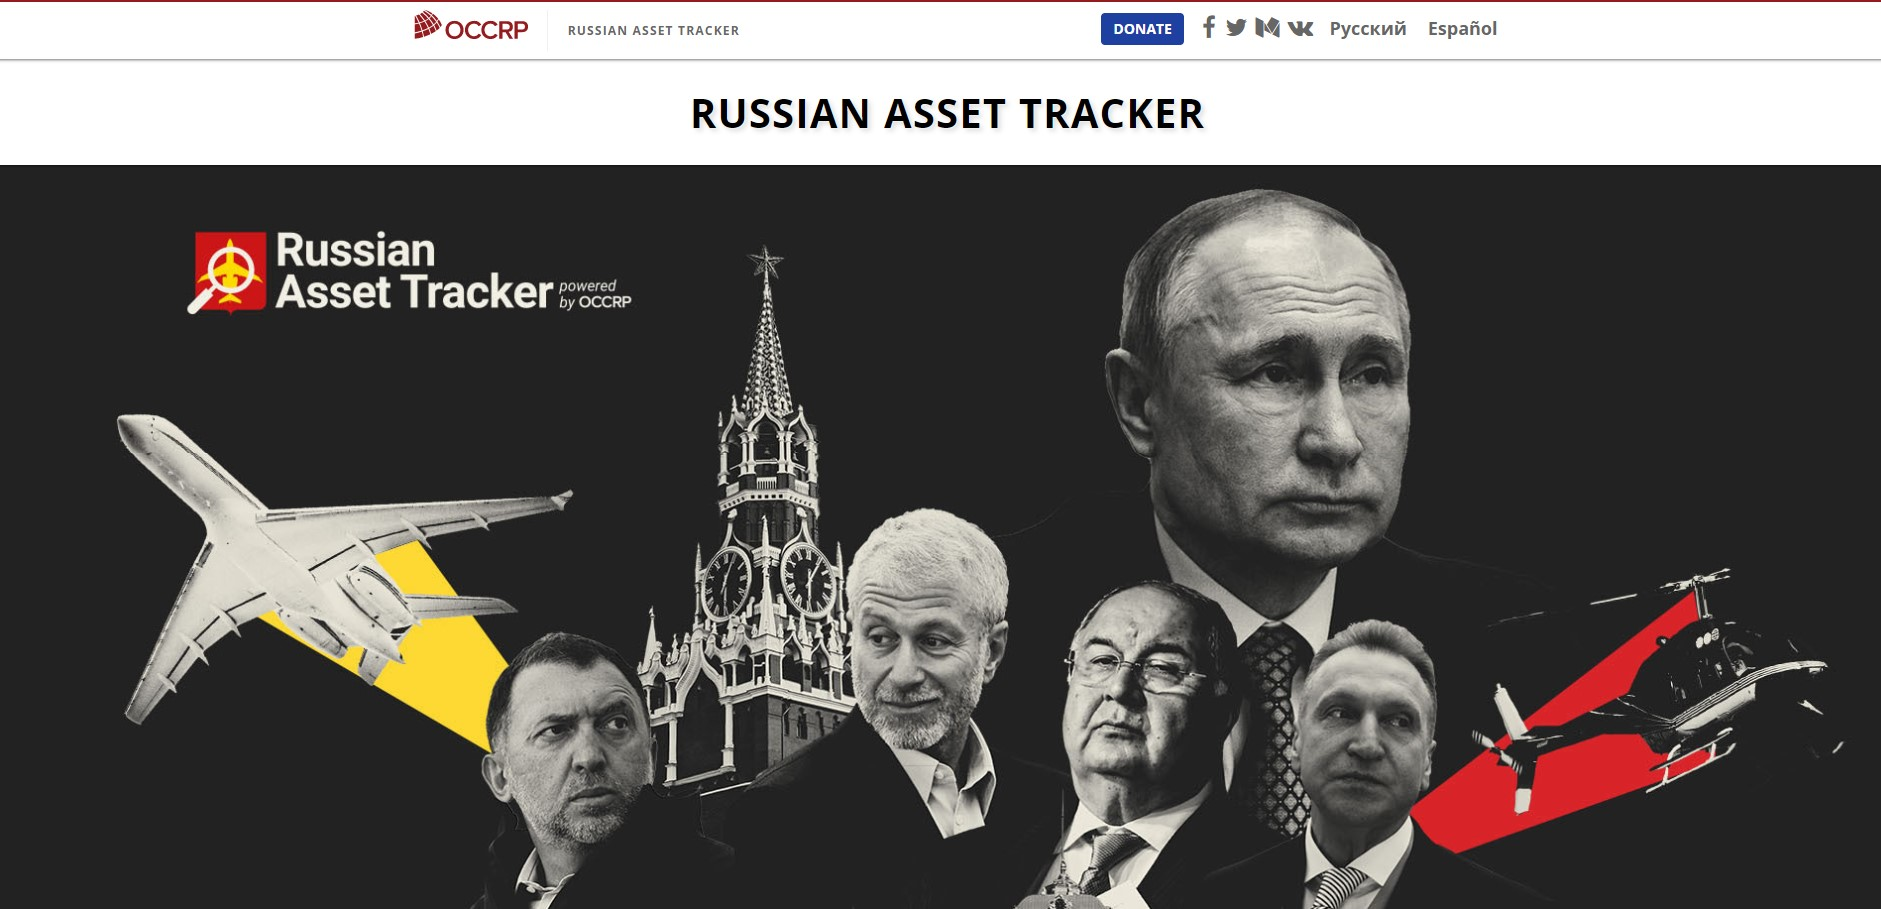 OCCRP
RUSSIAN ASSET TRACKER
DONATE
Русский
Español
RUSSIAN ASSET TRACKER
Russian
Asset Tracker
powered
by OCCRP